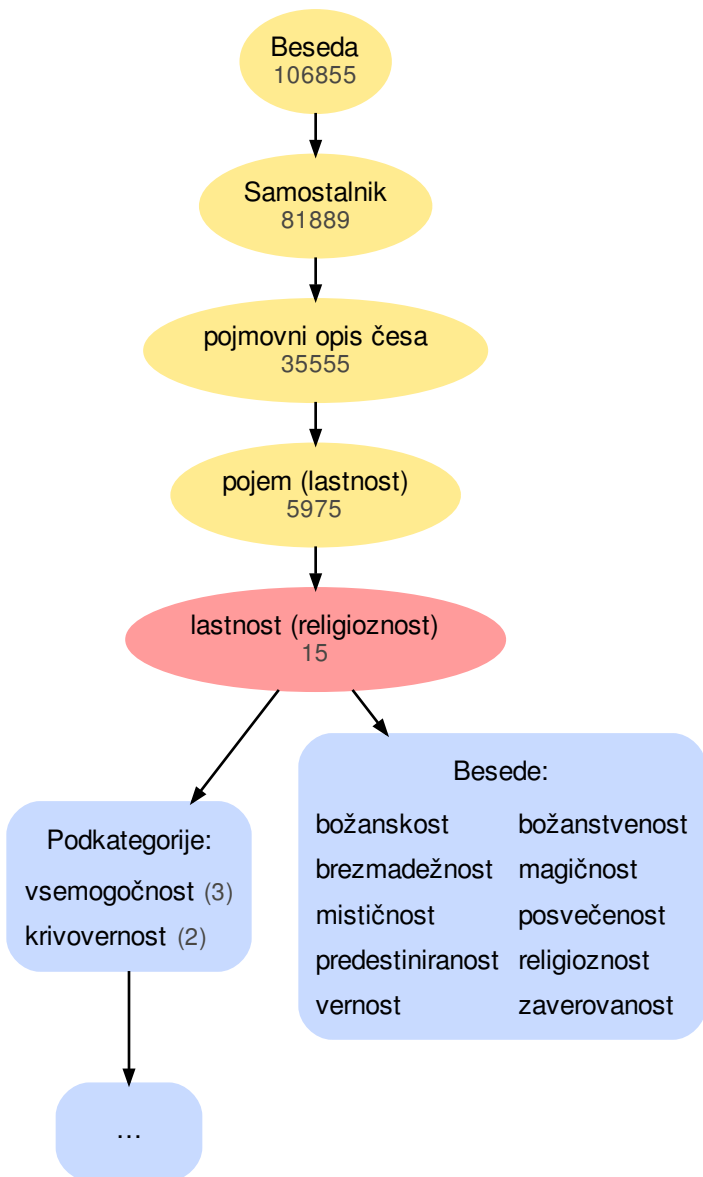 Beseda
106855
Samostalnik
81889
pojmovni opis česa
35555
pojem (lastnost)
5975
lastnost (religioznost)
15
Podkategorije:
vsemogočnost (3)
krivovernost (2)
...
Besede:
božanskost božanstvenost
brezmadežnost magičnost
mističnost posvečenost
predestiniranost religioznost
vernost zaverovanost